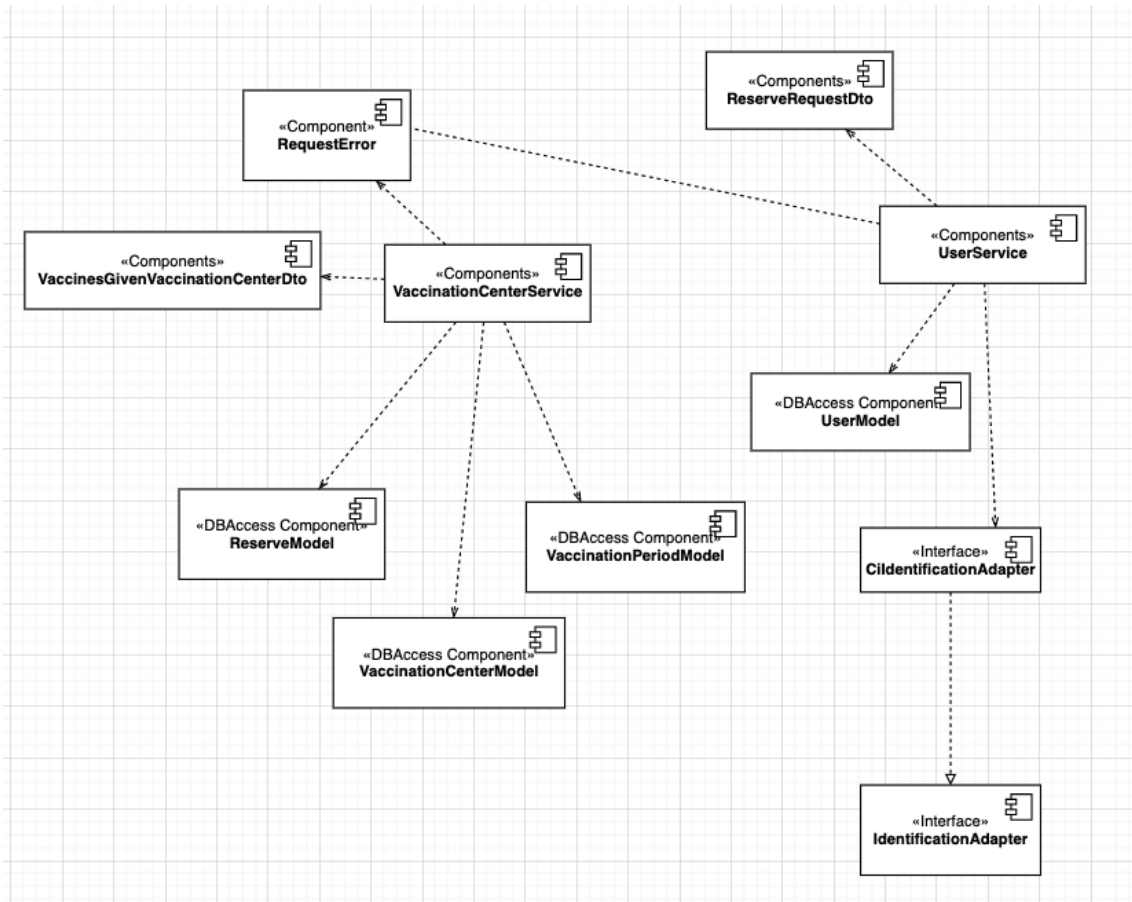 «Components»
ReserveRequestDto
«Component»
RequestError
«Components»
UserService
«Components»
VaccinesGivenVaccinationCenterDto
«Components»
VaccinationCenterService
«DBAccess Component»
UserModel
«DBAccess Component»
ReserveModel
«DBAccess Component»
VaccinationPeriodModel
«Interface»
CiIdentificationAdapter
«DBAccess Component»
VaccinationCenterModel
«Interface»
IdentificationAdapter